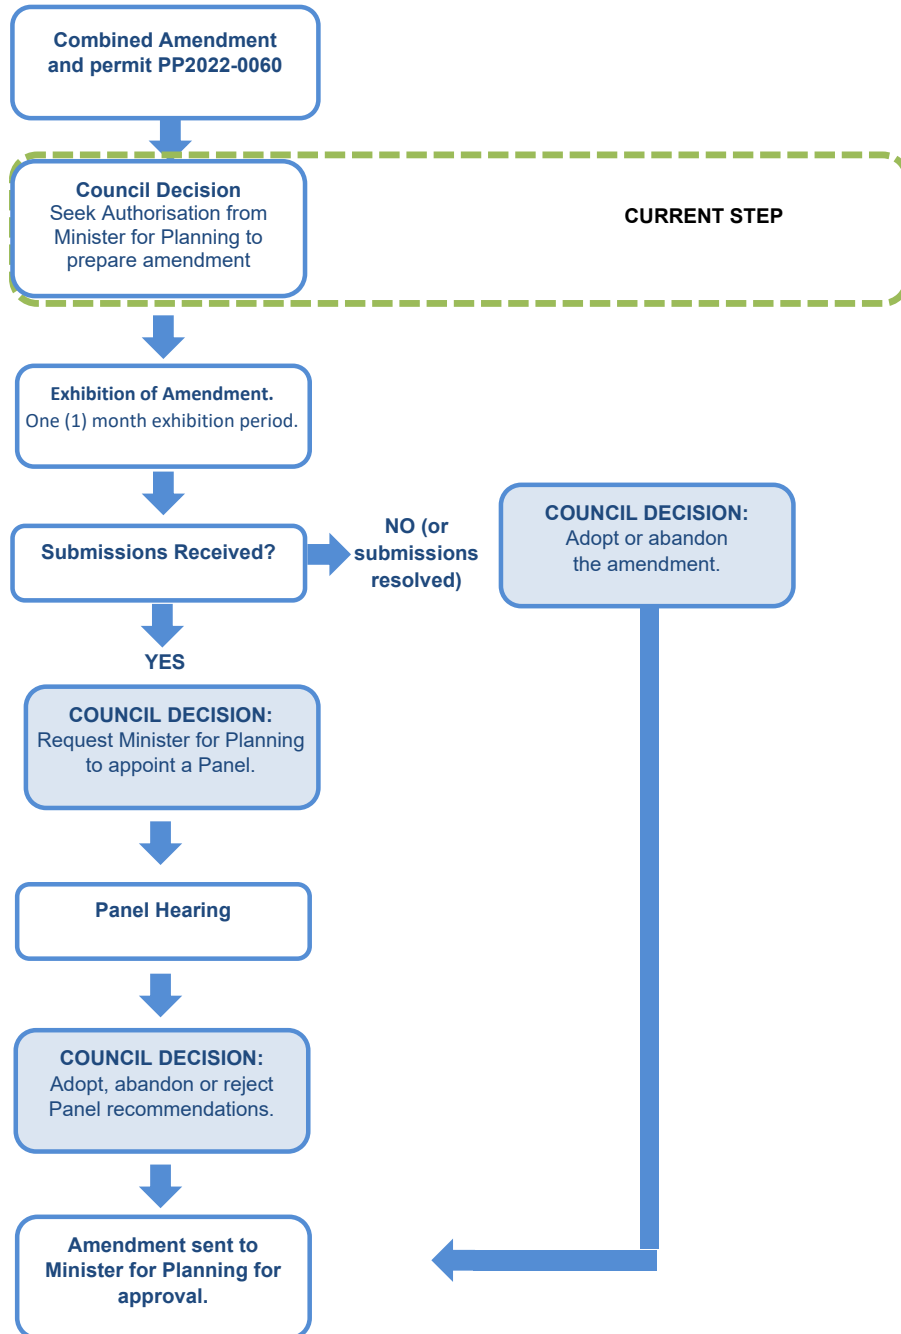 Combined Amendment
and permit PP2022-0060
Council Decision
Seek Authorisation from
Minister for Planning to
prepare amendment
CURRENT STEP
Exhibition of Amendment.
One (1) month exhibition period.
Submissions Received?
NO (or
submissions
resolved)
COUNCIL DECISION:
Adopt or abandon
the amendment.
YES
COUNCIL DECISION:
Request Minister for Planning
to appoint a Panel.
Panel Hearing
COUNCIL DECISION:
Adopt, abandon or reject
Panel recommendations.
Amendment sent to
Minister for Planning for
approval.